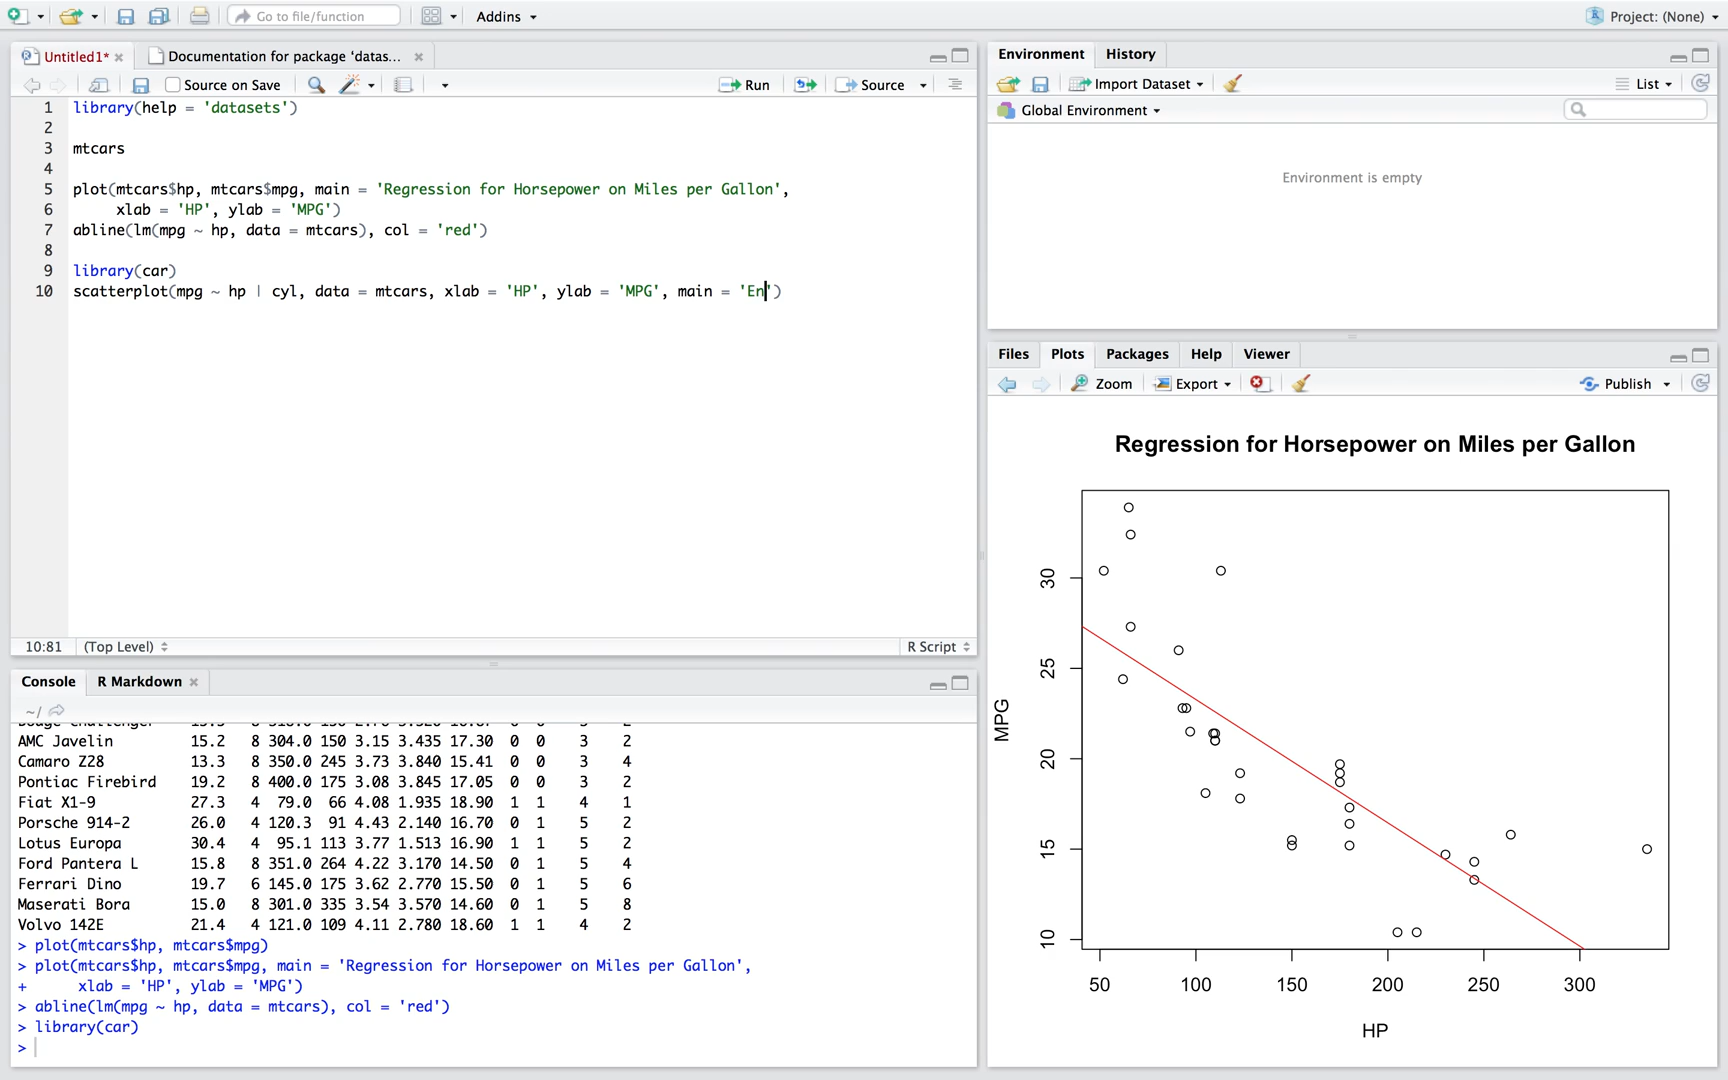 Go to file/function
Addins
Project: (None)
Untitled1*
Documentation for package ‘datas...
Source on Save
Run
Source
1 library(help = 'datasets')
2
3 mtcars
4
5 plot(mtcars$hp, mtcars$mpg, main = 'Regression for Horsepower on Miles per Gallon',
6 xlab = 'HP', ylab = 'MPG')
7 abline(lm(mpg ~ hp, data = mtcars), col = 'red')
8
9 library(car)
10 scatterplot(mpg ~ hp | cyl, data = mtcars, xlab = 'HP', ylab = 'MPG', main = 'En')
10:81 (Top Level) R Script
Console R Markdown
~/
AMC Javelin 15.2 8 304.0 150 3.15 3.435 17.30 0 0 3 2
Camaro Z28 13.3 8 350.0 245 3.73 3.840 15.41 0 0 3 4
Pontiac Firebird 19.2 8 400.0 175 3.08 3.845 17.05 0 0 3 2
Fiat X1-9 27.3 4 79.0 66 4.08 1.935 18.90 1 1 4 1
Porsche 914-2 26.0 4 120.3 91 4.43 2.140 16.70 0 1 5 2
Lotus Europa 30.4 4 95.1 113 3.77 1.513 16.90 1 1 5 2
Ford Pantera L 15.8 8 351.0 264 4.22 3.170 14.50 0 1 5 4
Ferrari Dino 19.7 6 145.0 175 3.62 2.770 15.50 0 1 5 6
Maserati Bora 15.0 8 301.0 335 3.54 3.570 14.60 0 1 5 8
Volvo 142E 21.4 4 121.0 109 4.11 2.780 18.60 1 1 4 2
> plot(mtcars$hp, mtcars$mpg)
> plot(mtcars$hp, mtcars$mpg, main = 'Regression for Horsepower on Miles per Gallon',
+ xlab = 'HP', ylab = 'MPG')
> abline(lm(mpg ~ hp, data = mtcars), col = 'red')
> library(car)
>
Environment History
Import Dataset
List
Global Environment
Environment is empty
Files Plots Packages Help Viewer
Zoom Export Publish
Regression for Horsepower on Miles per Gallon
MPG
30
25
20
15
10
50 100 150 200 250 300
HP